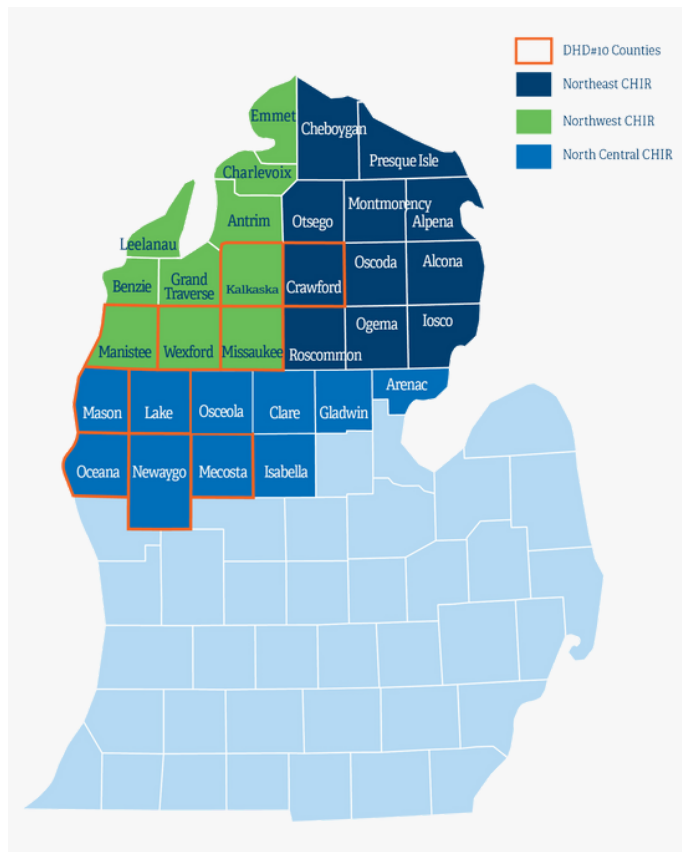 DHD#10 Counties
Northeast CHIR
Northwest CHIR
North Central CHIR
Emmet
Cheboygan
Presque Isle
Charlevoix
Antrim
Otsego
Montmorency
Alpena
Leelanau
Benzie
Grand
Traverse
Kalkaska
Crawford
Oscoda
Alcona
Manistee
Wexford
Missaukee
Roscommon
Ogema
Iosco
Mason
Lake
Osceola
Clare
Gladwin
Arenac
Oceana
Newaygo
Mecosta
Isabella